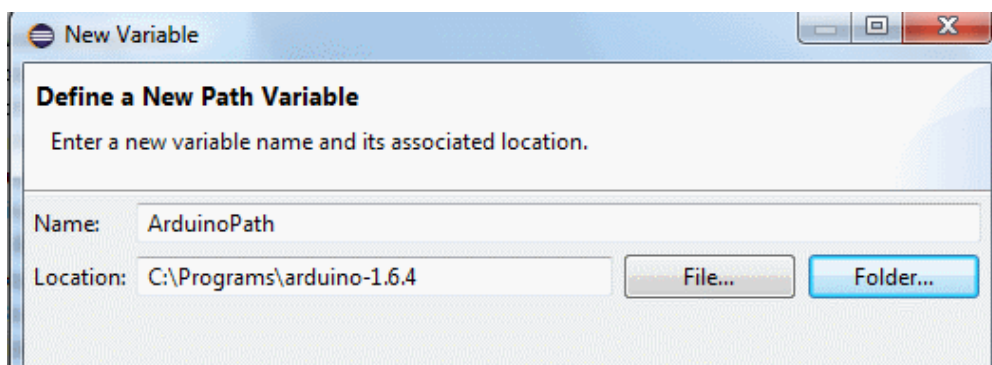 New Variable
Define a New Path Variable
Enter a new variable name and its associated location.
Name: ArduinoPath
Location: C:\Programs\arduino-1.6.4 File... Folder...